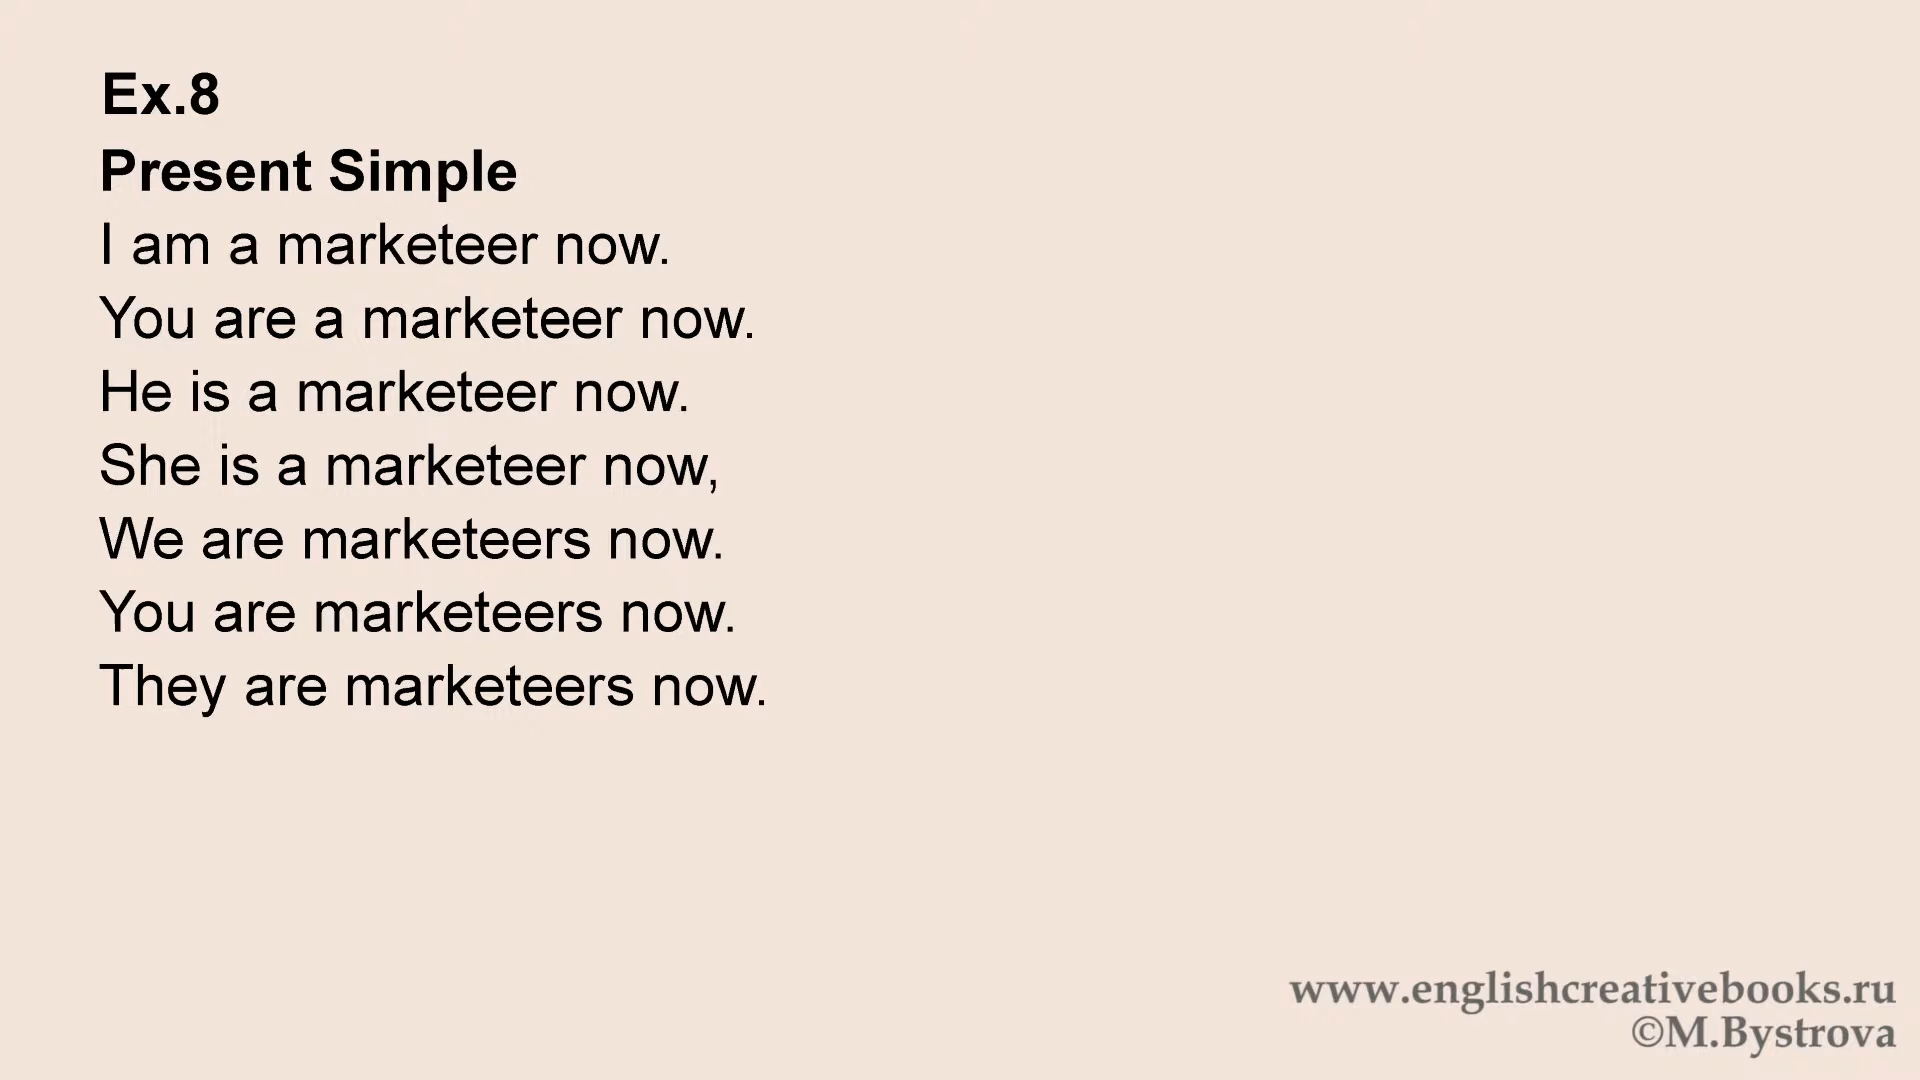 Ex.8
Present Simple
I am a marketeer now.
You are a marketeer now.
He is a marketeer now.
She is a marketeer now,
We are marketeers now.
You are marketeers now.
They are marketeers now.
www.englishcreativebooks.ru
©M.Bystrova